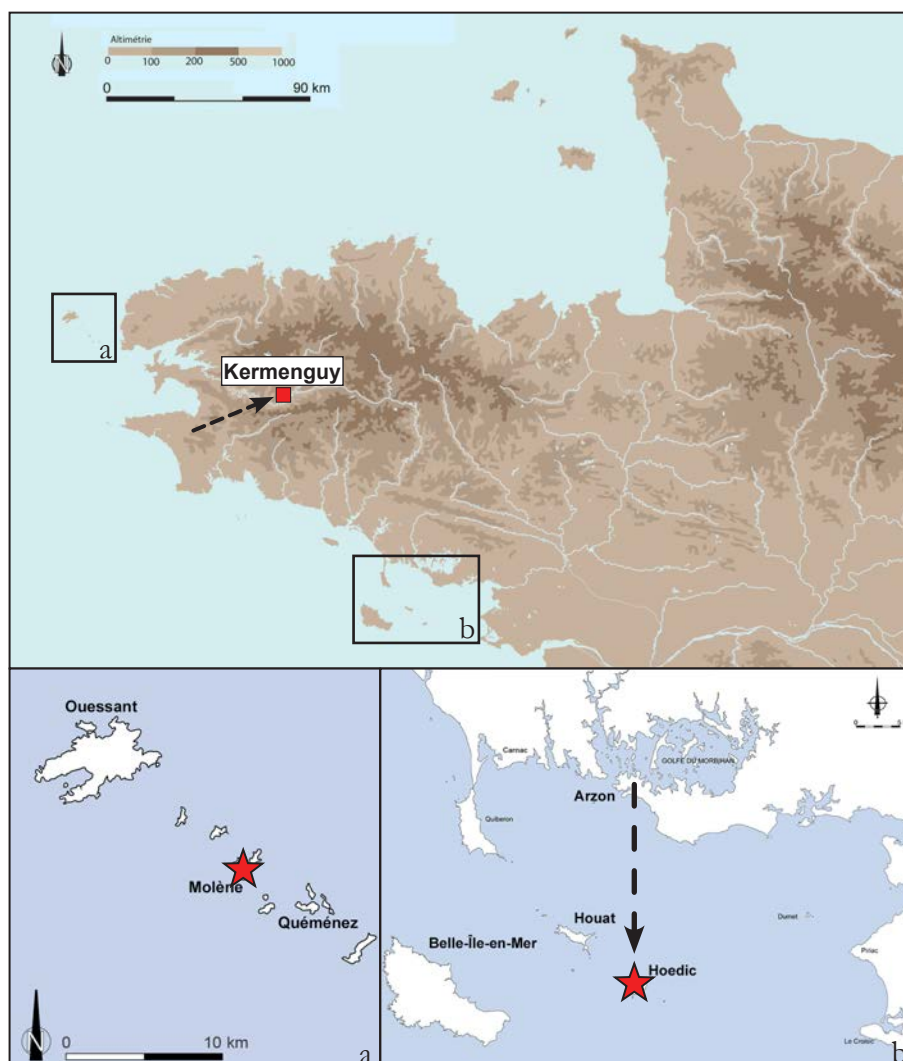 Altimétrie
N
0 100 200 500 1000
0 90 km
a
Kermenguy
b
Ouessant
Molène
Quéménez
N
0 10 km
a
Carnac
GOLFE DU MORBIHAN
Arzon
Quiberon
Houat
Dumet
Belle-Île-en-Mer
Piriac
Hoedic
Le Croisic
b